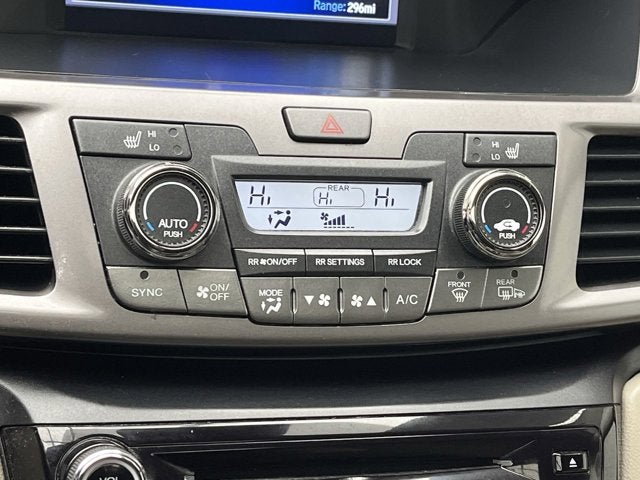 Range: 296mi
HI
LO
HI
LO
REAR
Hi
Hi
Hi
AUTO
PUSH
PUSH
RR ON/OFF
RR SETTINGS
RR LOCK
SYNC
ON/
OFF
MODE
A/C
FRONT
REAR
VOL